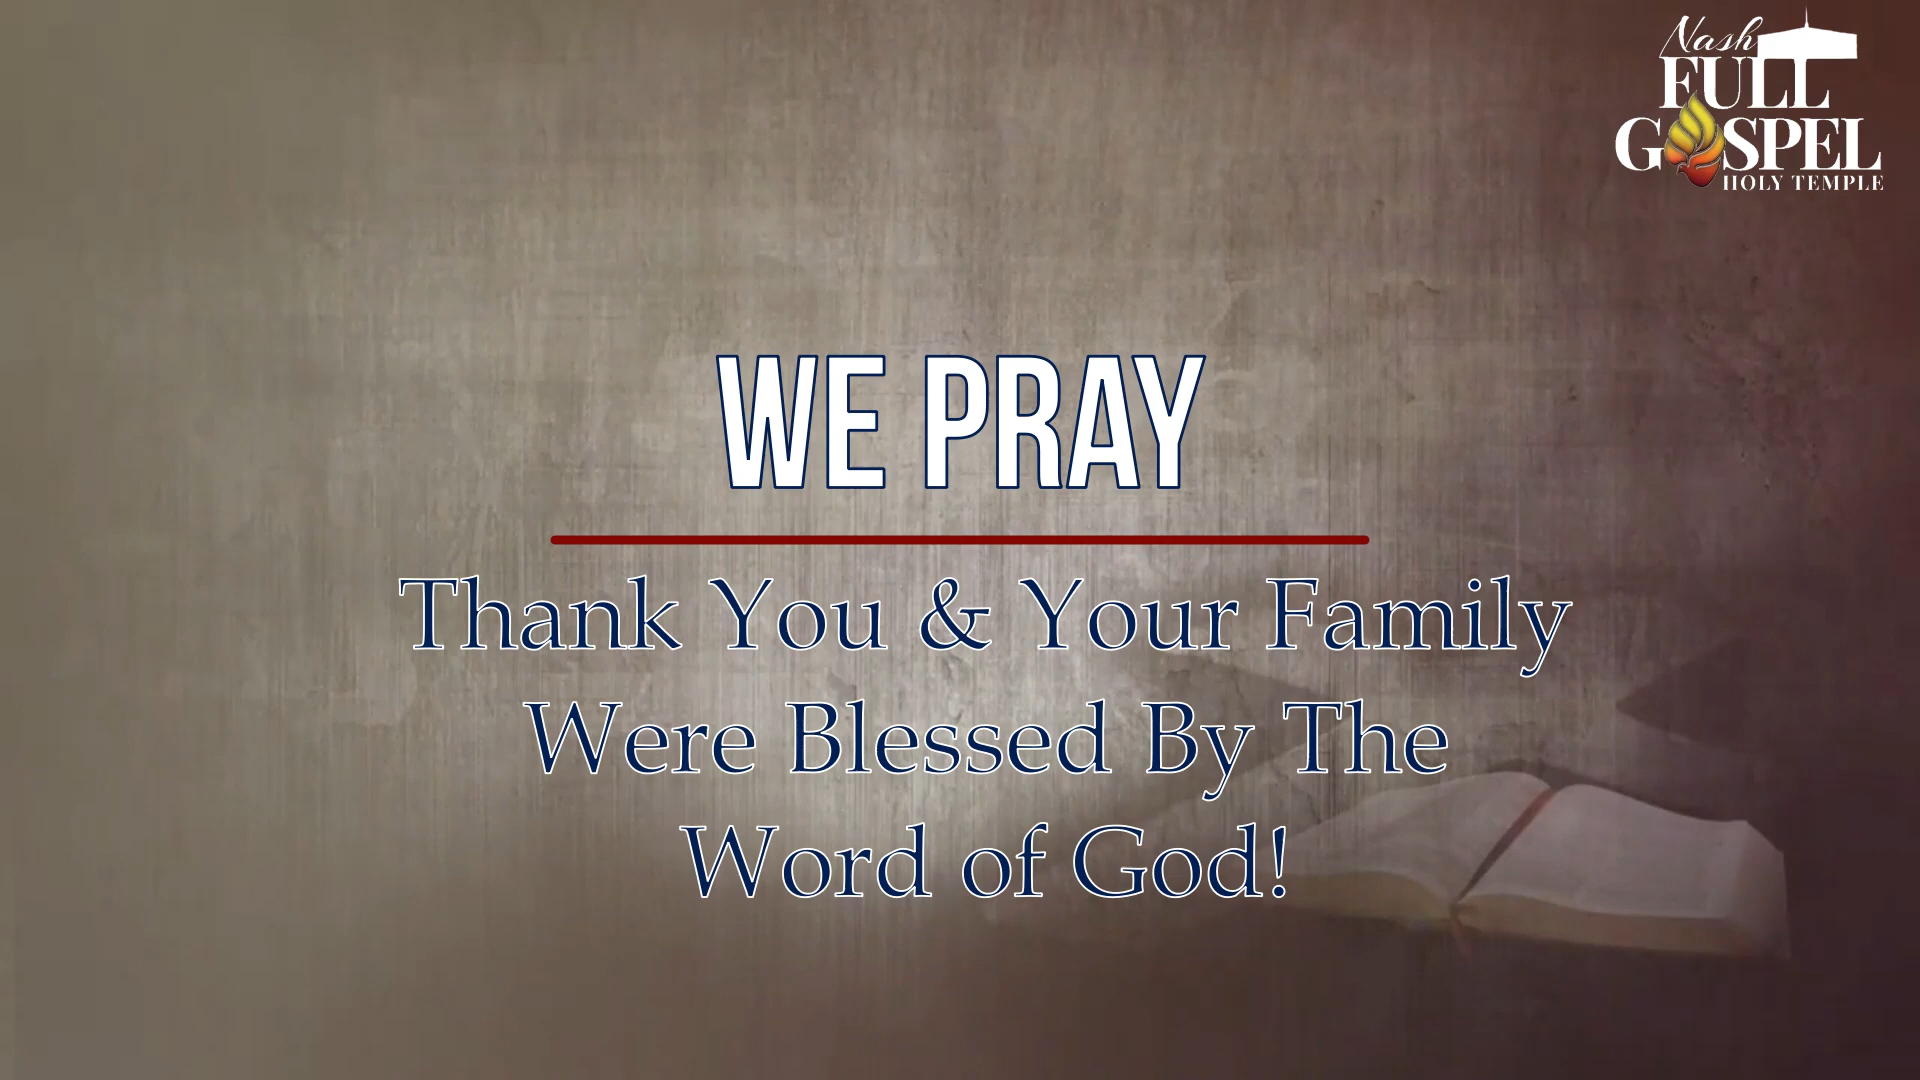 Nash
FULL
GOSPEL
HOLY TEMPLE
WE PRAY
Thank You & Your Family
Were Blessed By The
Word of God!